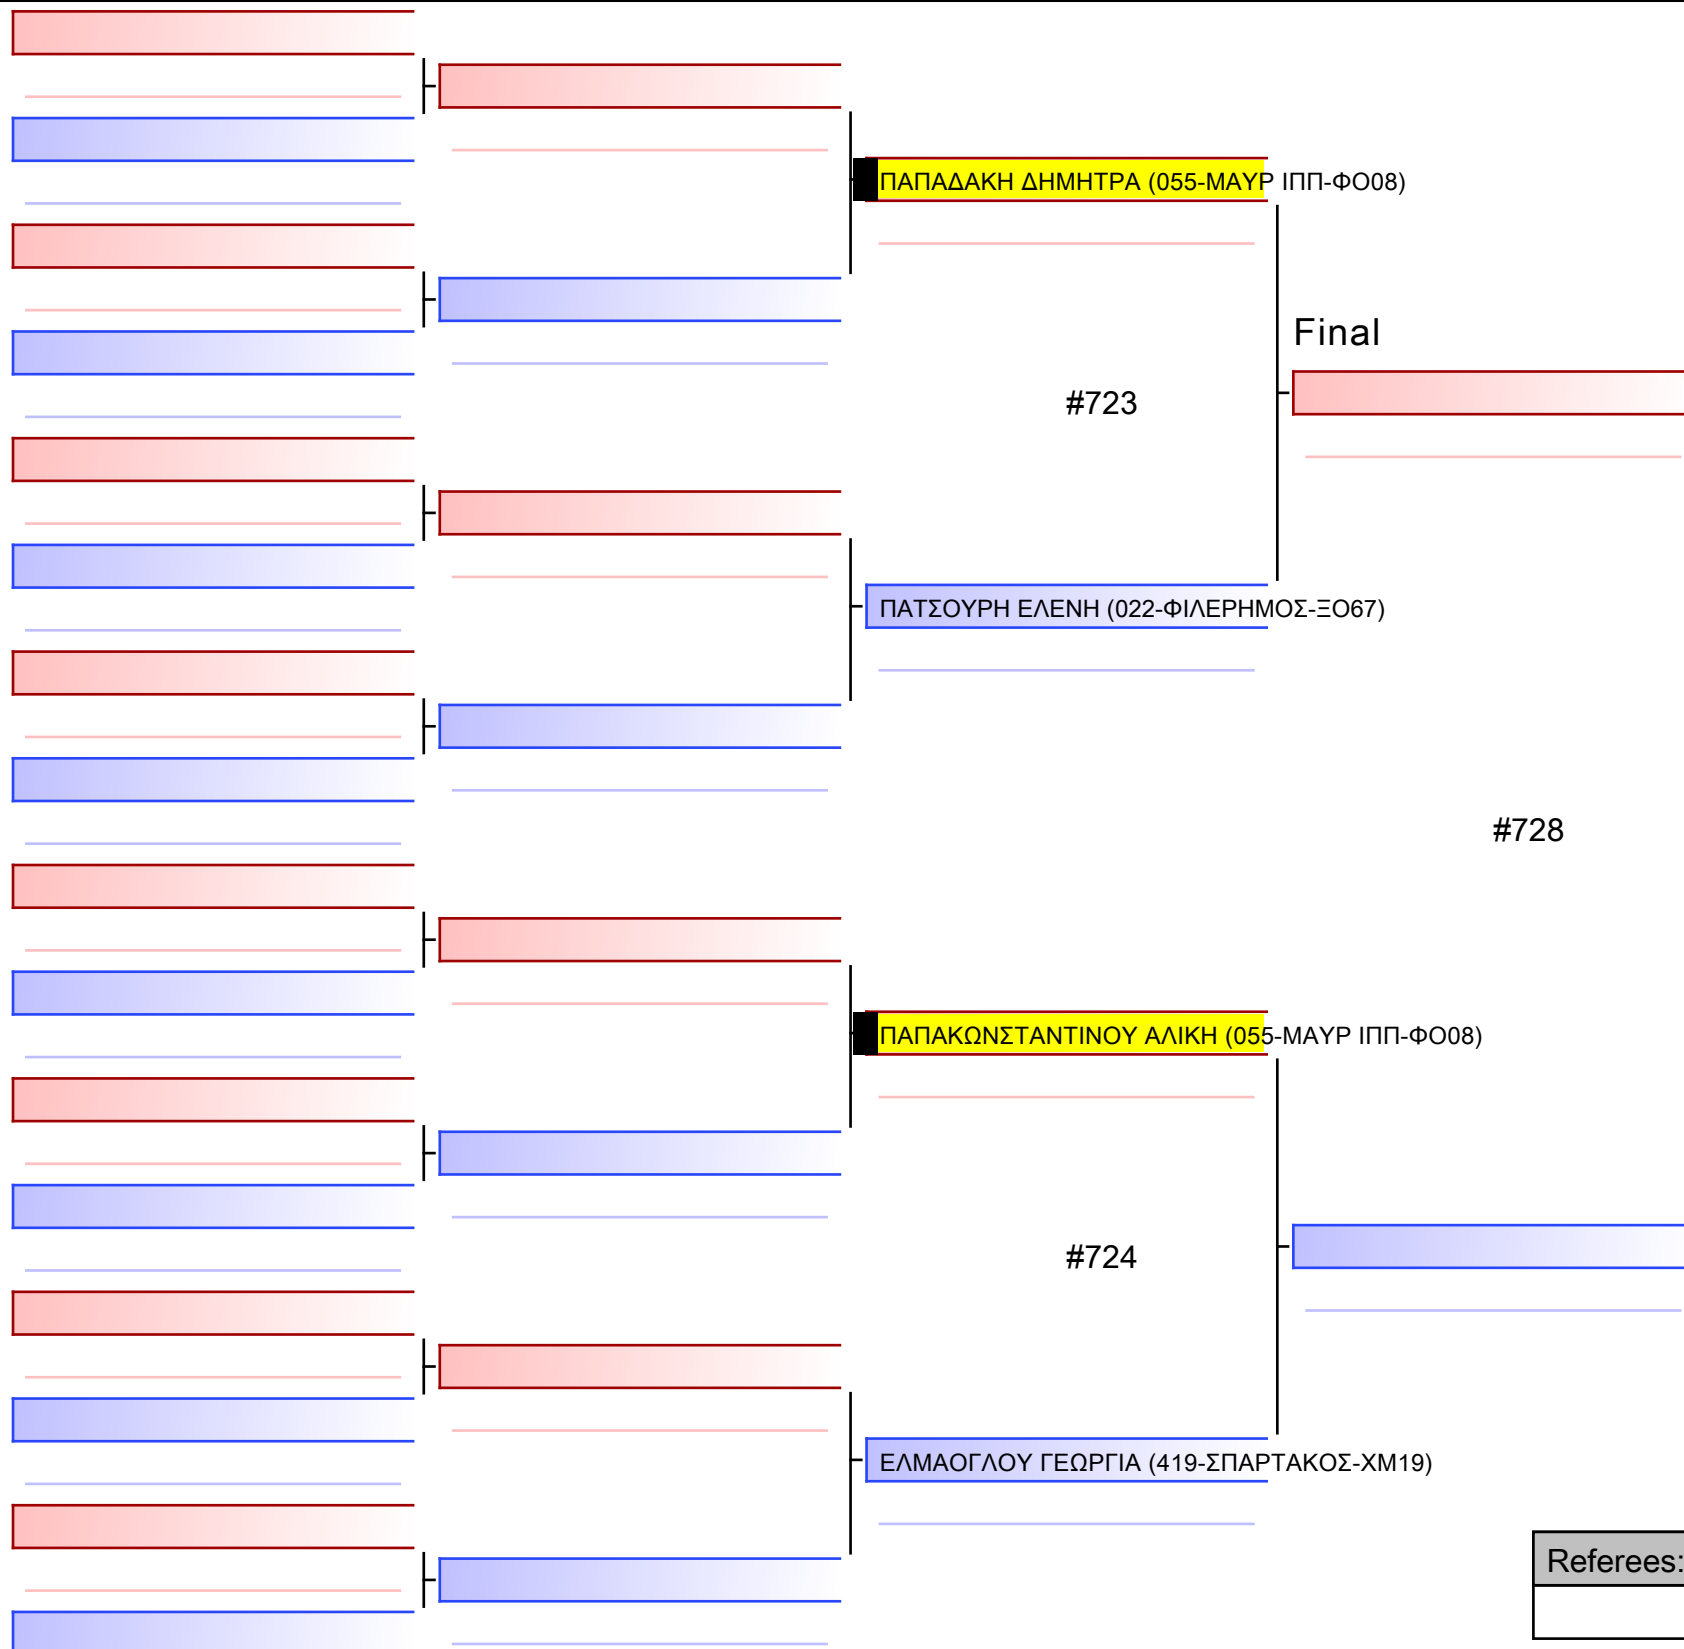 ΠΑΠΑΔΑΚΗ ΔΗΜΗΤΡΑ (055-ΜΑΥΡ ΙΠΠ-ΦΟ08)
Final
#723
ΠΑΤΣΟΥΡΗ ΕΛΕΝΗ (022-ΦΙΛΕΡΗΜΟΣ-ΞΟ67)
#728
ΠΑΠΑΚΩΝΣΤΑΝΤΙΝΟΥ ΑΛΙΚΗ (055-ΜΑΥΡ ΙΠΠ-ΦΟ08)
#724
ΕΛΜΑΟΓΛΟΥ ΓΕΩΡΓΙΑ (419-ΣΠΑΡΤΑΚΟΣ-ΧΜ19)
Referees: